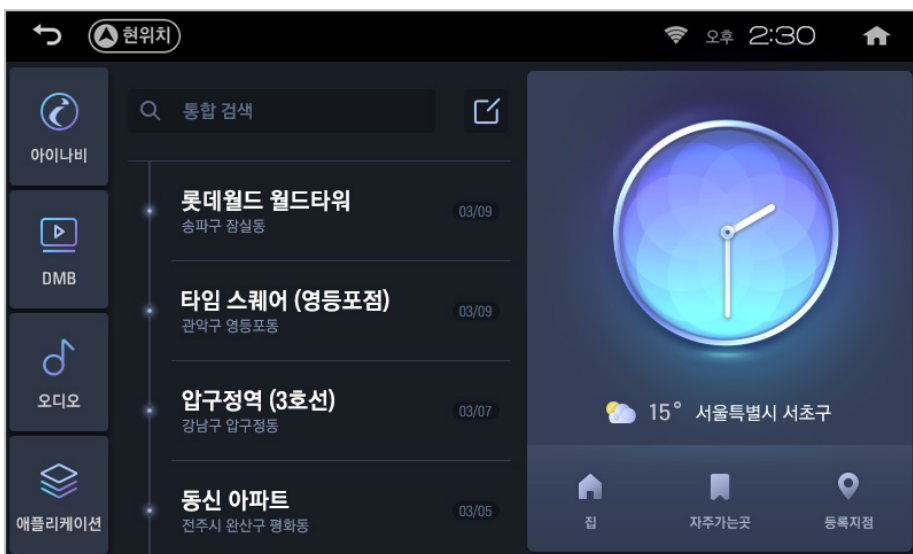 현위치
오후 2:30
아이나비
DMB
오디오
애플리케이션
통합 검색
롯데월드 월드타워
송파구 잠실동
03/09
타임 스퀘어 (영등포점)
관악구 영등포동
03/09
압구정역 (3호선)
강남구 압구정동
03/07
동신 아파트
전주시 완산구 평화동
03/05
15° 서울특별시 서초구
집
자주가는곳
등록지점